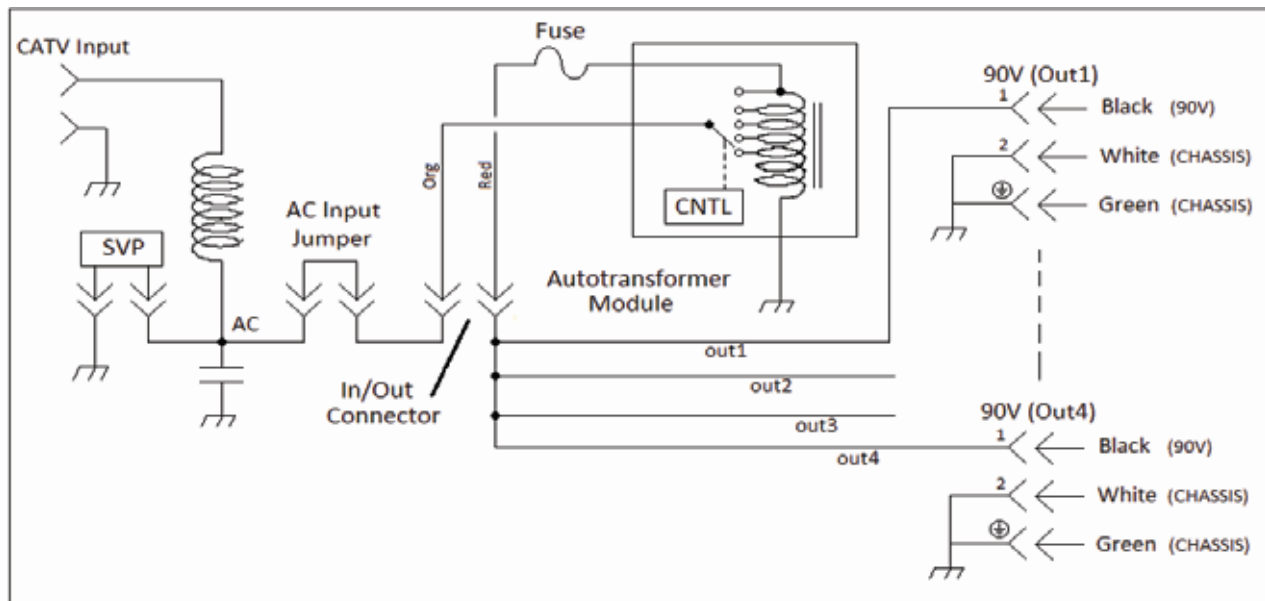 CATV Input
Fuse
90V (Out1)
1
Black (90V)
2
White (CHASSIS)
Green (CHASSIS)
Org
Red
CNTL
SVP
AC Input
Jumper
Autotransformer
Module
AC
In/Out
Connector
out1
out2
out3
out4
90V (Out4)
1
Black (90V)
2
White (CHASSIS)
Green (CHASSIS)